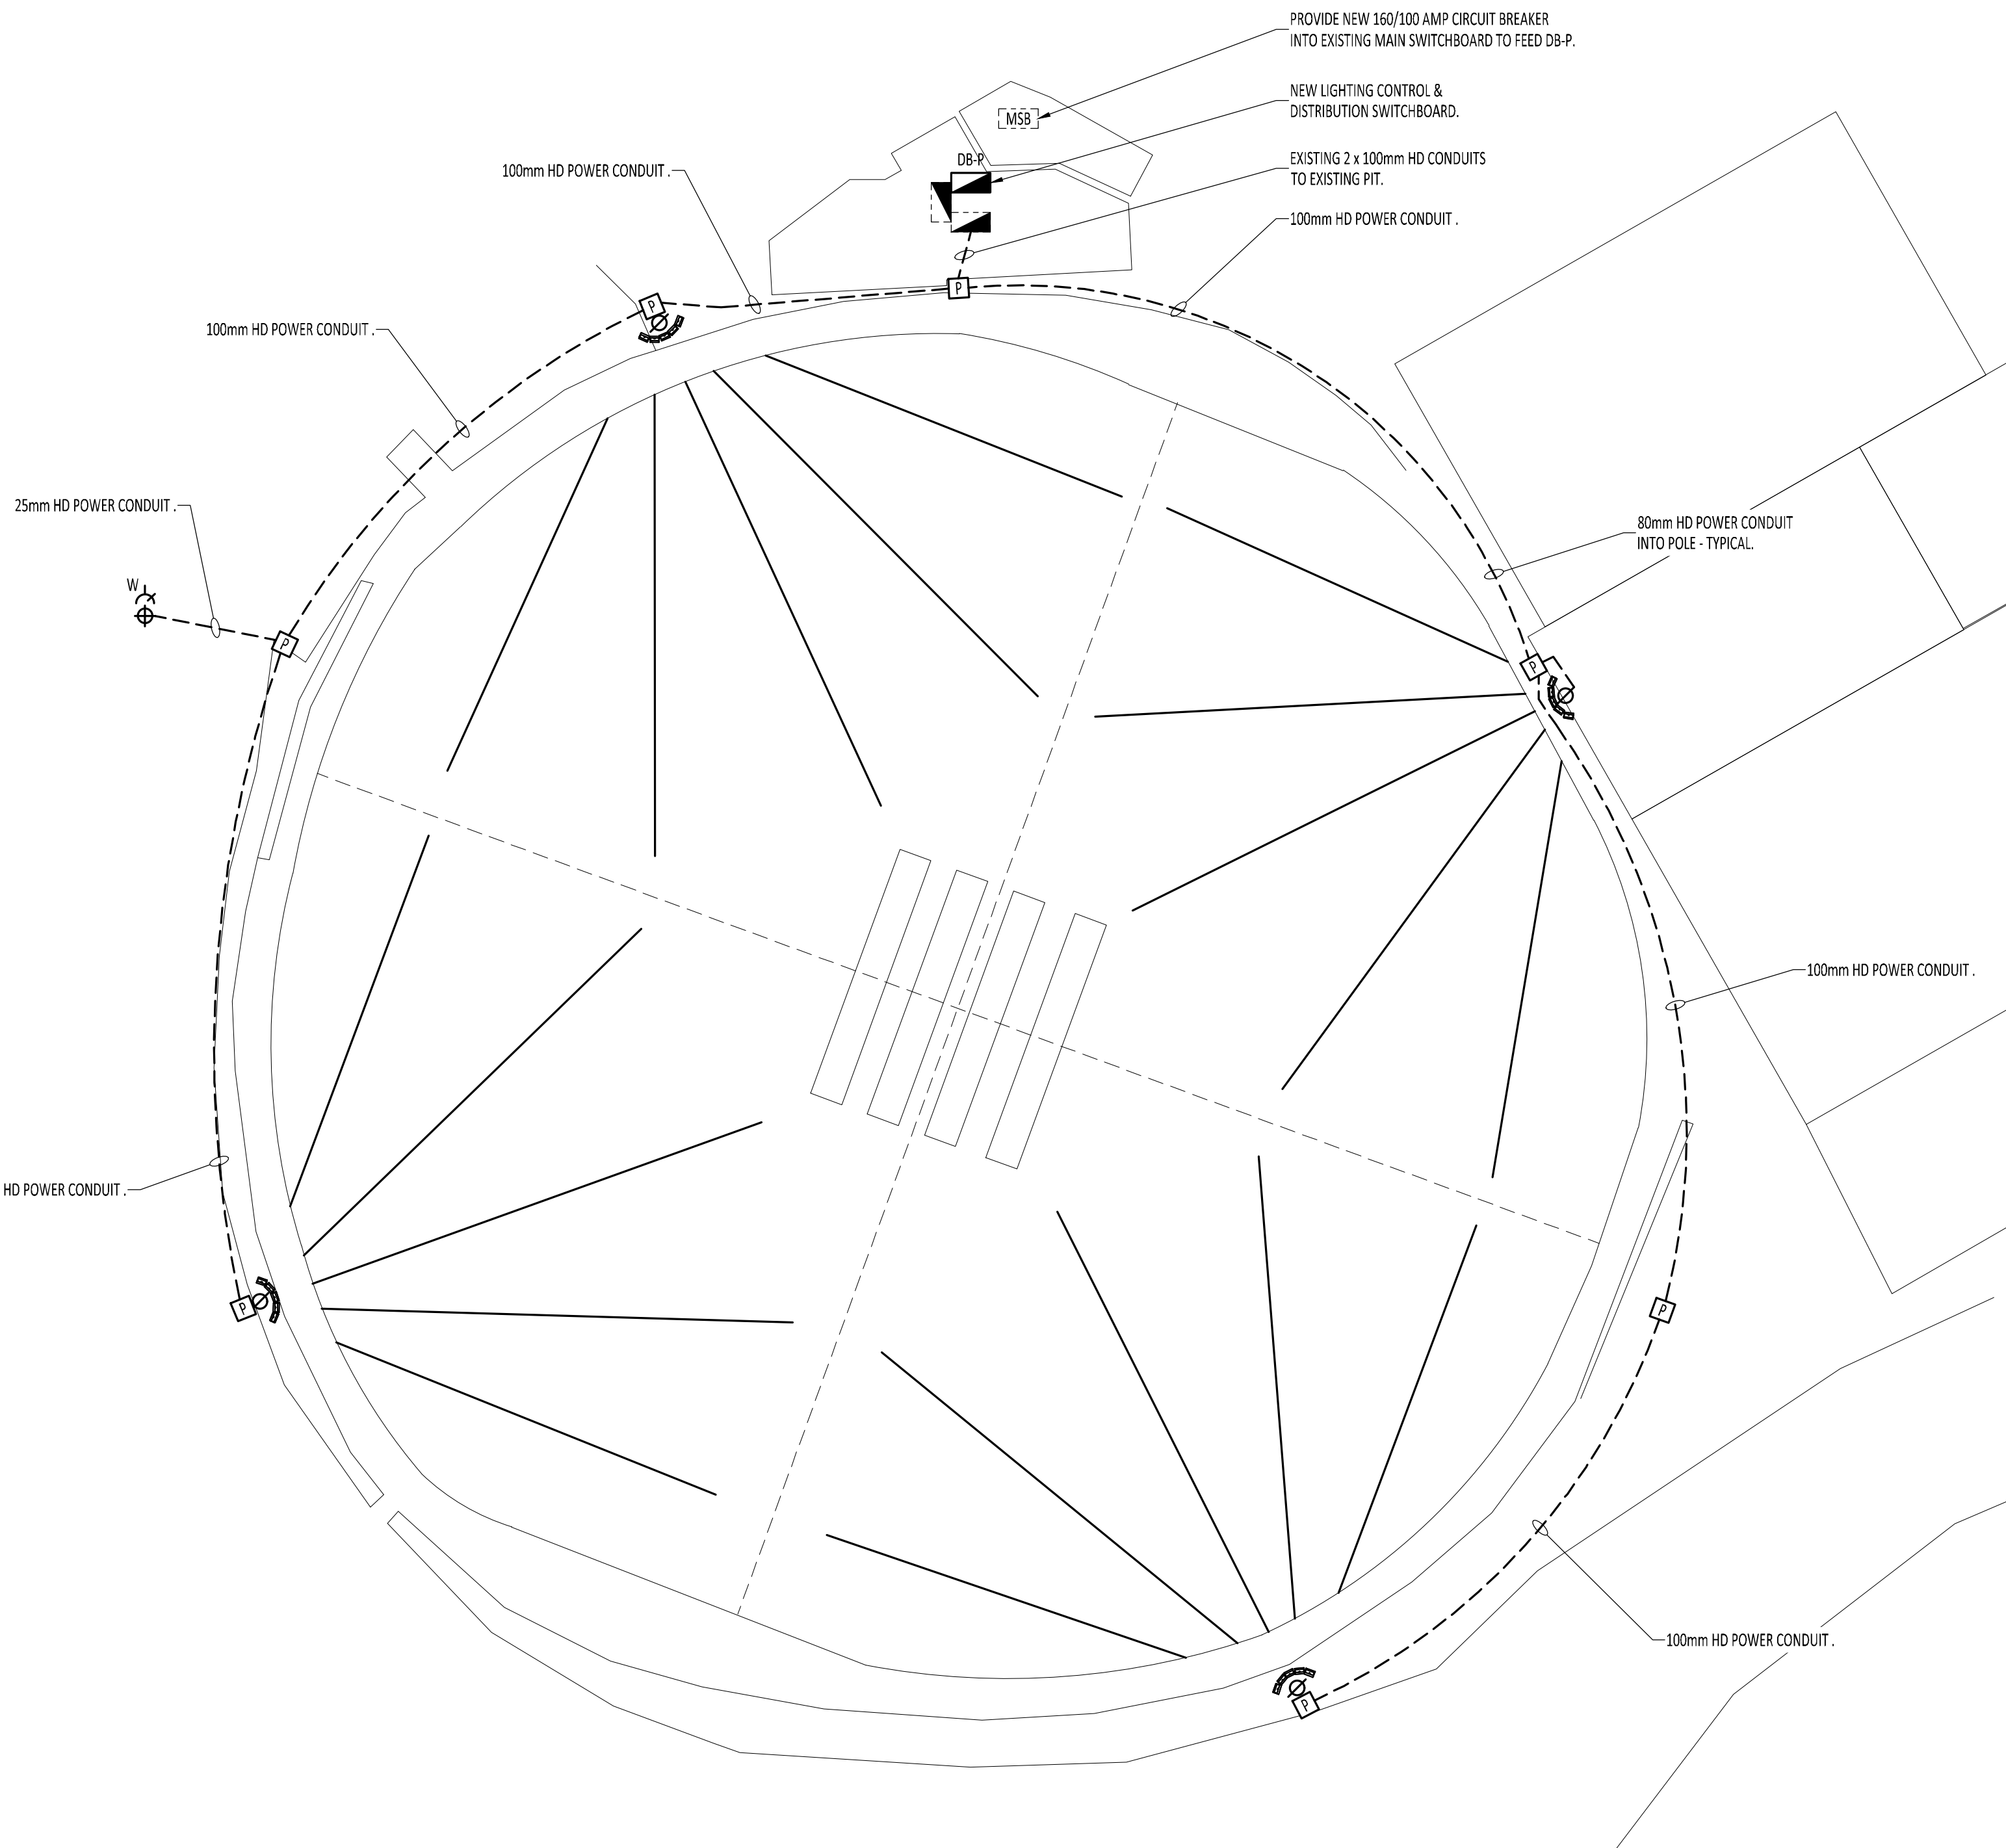 PROVIDE NEW 160/100 AMP CIRCUIT BREAKER
INTO EXISTING MAIN SWITCHBOARD TO FEED DB-P.
NEW LIGHTING CONTROL &
DISTRIBUTION SWITCHBOARD.
MSB
DB-P
EXISTING 2 x 100mm HD CONDUITS
TO EXISTING PIT.
100mm HD POWER CONDUIT .
100mm HD POWER CONDUIT .
P
P
100mm HD POWER CONDUIT .
25mm HD POWER CONDUIT .
80mm HD POWER CONDUIT
INTO POLE - TYPICAL.
W
P
P
100mm HD POWER CONDUIT .
HD POWER CONDUIT .
P
P
100mm HD POWER CONDUIT .
P